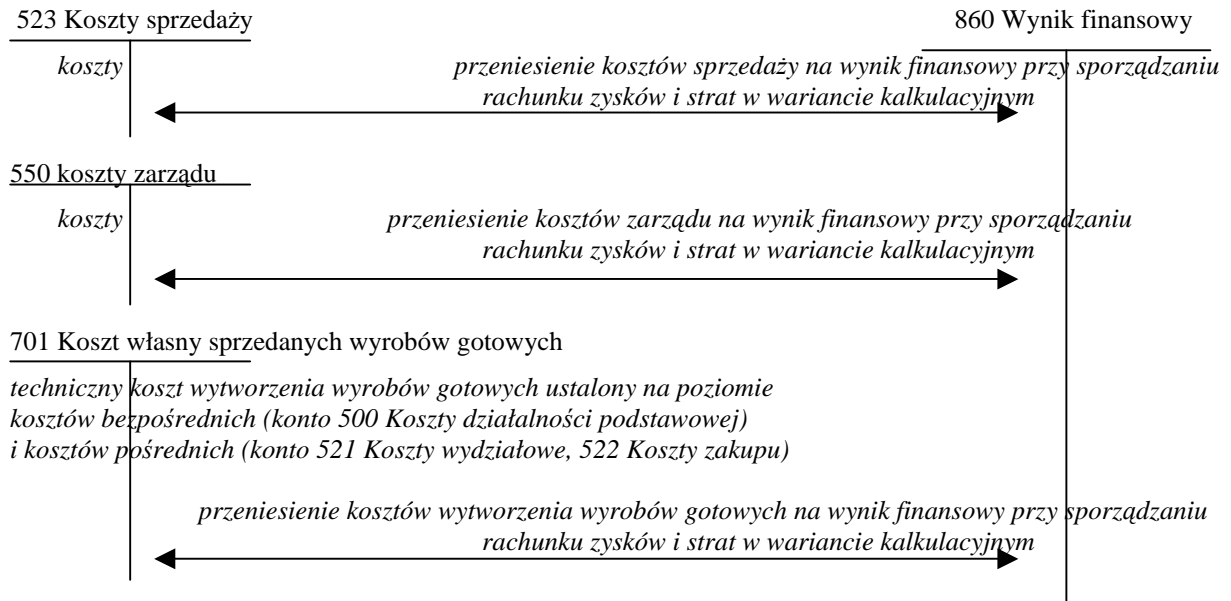 523 Koszty sprzedaży
860 Wynik finansowy
koszty
przeniesienie kosztów sprzedaży na wynik finansowy przy sporządzaniu
rachunku zysków i strat w wariancie kalkulacyjnym
550 koszty zarządu
koszty
przeniesienie kosztów zarządu na wynik finansowy przy sporządzaniu
rachunku zysków i strat w wariancie kalkulacyjnym
701 Koszt własny sprzedanych wyrobów gotowych
techniczny koszt wytworzenia wyrobów gotowych ustalony na poziomie
kosztów bezpośrednich (konto 500 Koszty działalności podstawowej)
i kosztów pośrednich (konto 521 Koszty wydziałowe, 522 Koszty zakupu)
przeniesienie kosztów wytworzenia wyrobów gotowych na wynik finansowy przy sporządzaniu
rachunku zysków i strat w wariancie kalkulacyjnym